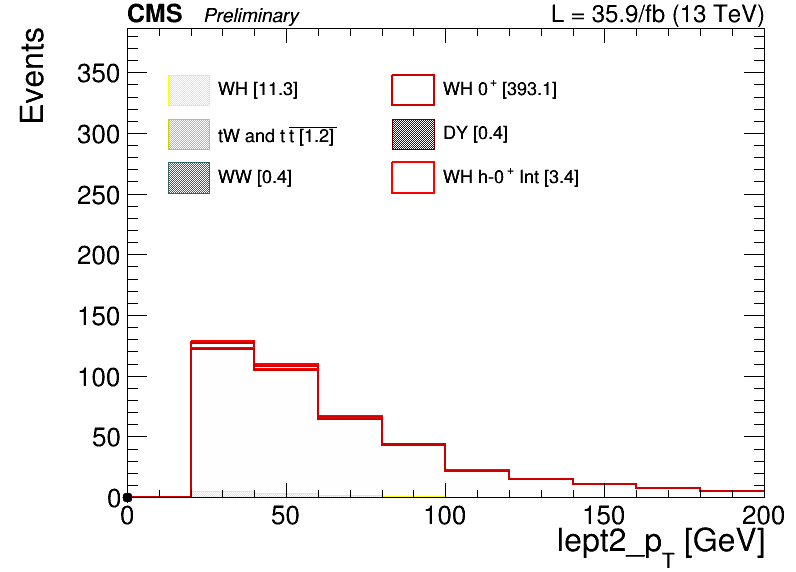 CMS Preliminary L = 35.9/fb (13 TeV)
Events
350
300
250
200
150
100
50
0
WH [11.3]
tW and t t̅ [1.2]
WW [0.4]
WH 0⁺ [393.1]
DY [0.4]
WH h-0⁺ Int [3.4]
0 50 100 150 200
lept2_p_T [GeV]